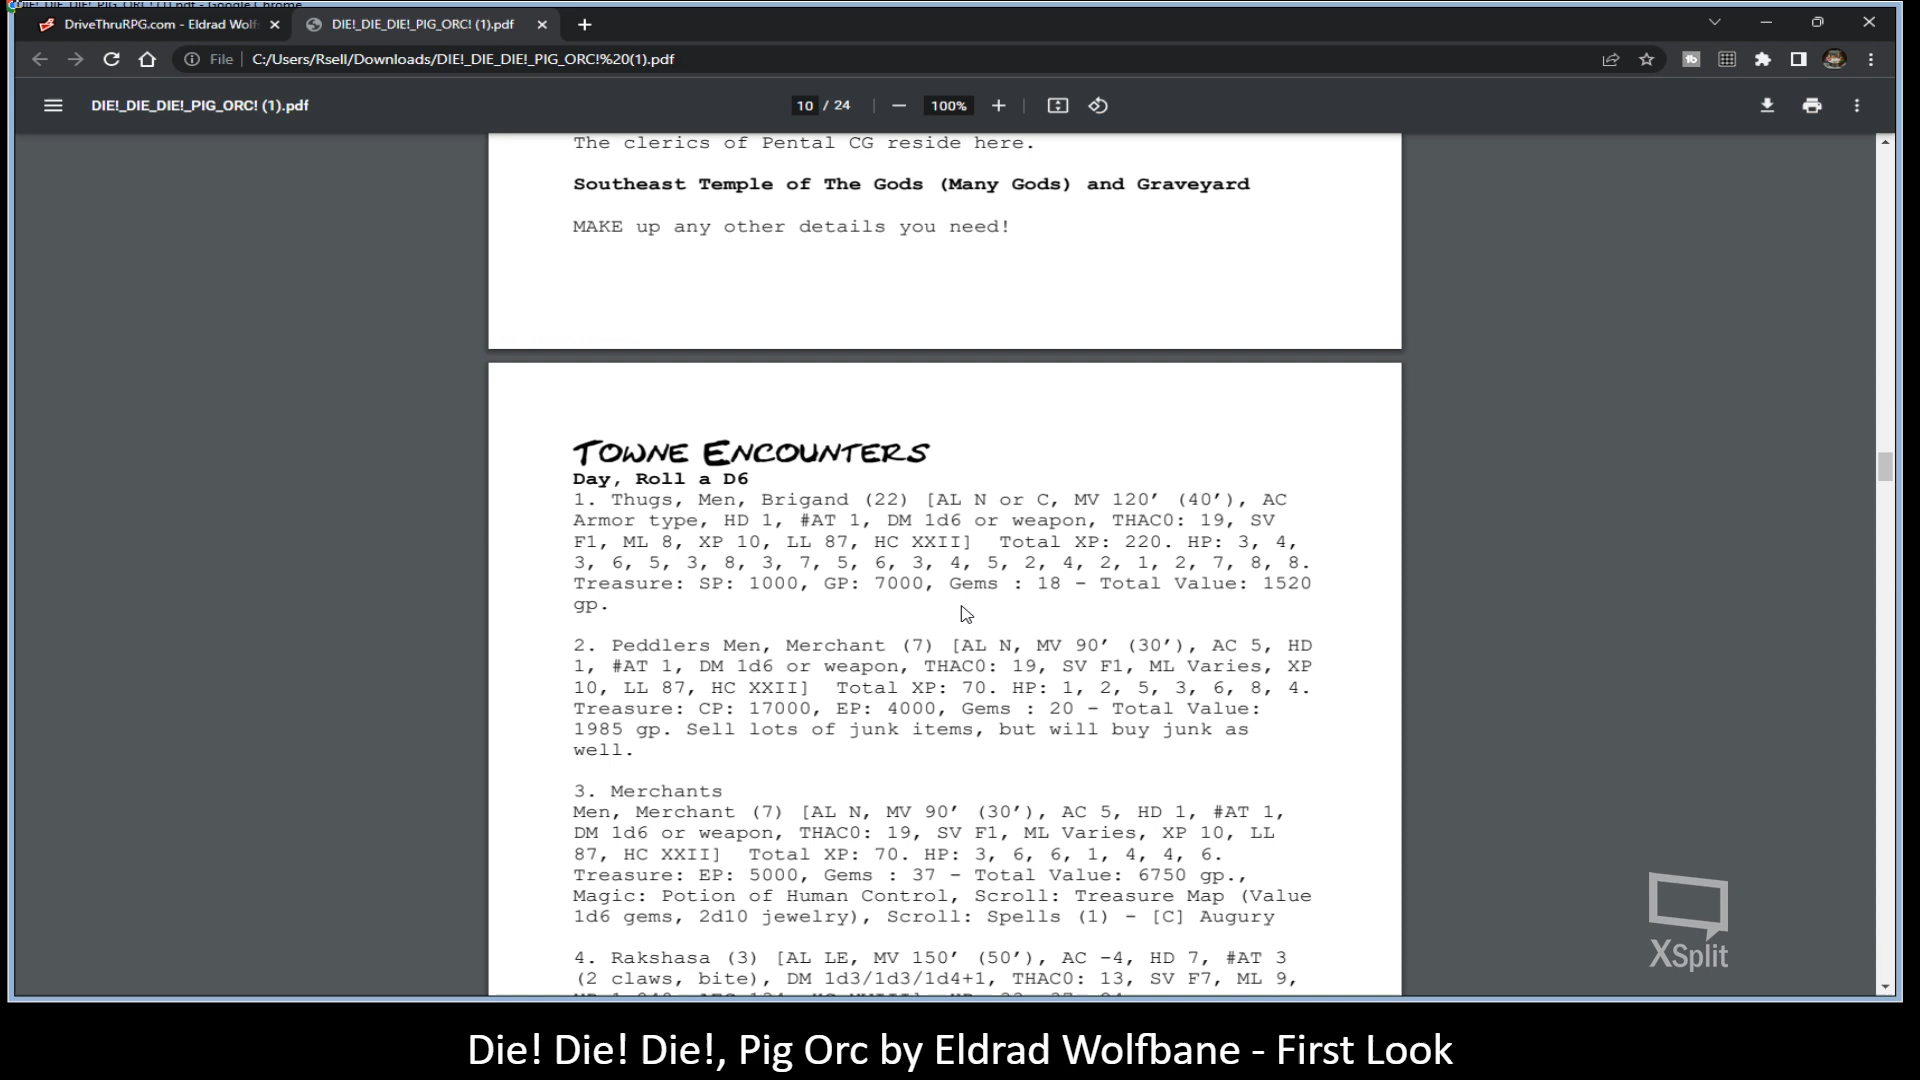 DriveThruRPG.com - Eldrad Wolf
DIE!_DIE_DIE!_PIG_ORC! (1).pdf
File
C:/Users/Rsell/Downloads/DIE!_DIE_DIE!_PIG_ORC!%20(1).pdf
DIE!_DIE_DIE!_PIG_ORC! (1).pdf
10 / 24
100%
The clerics of Pental CG reside here.
Southeast Temple of The Gods (Many Gods) and Graveyard
MAKE up any other details you need!
Towne Encounters
Day, Roll a D6
1. Thugs, Men, Brigand (22) [AL N or C, MV 120′ (40′), AC
Armor type, HD 1, #AT 1, DM 1d6 or weapon, THAC0: 19, SV
F1, ML 8, XP 10, LL 87, HC XXII]  Total XP: 220. HP: 3, 4,
3, 6, 5, 3, 8, 3, 7, 5, 6, 3, 4, 5, 2, 4, 2, 1, 2, 7, 8, 8.
Treasure: SP: 1000, GP: 7000, Gems : 18 - Total Value: 1520
gp.
2. Peddlers Men, Merchant (7) [AL N, MV 90′ (30′), AC 5, HD
1, #AT 1, DM 1d6 or weapon, THAC0: 19, SV F1, ML Varies, XP
10, LL 87, HC XXII]  Total XP: 70. HP: 1, 2, 5, 3, 6, 8, 4.
Treasure: CP: 17000, EP: 4000, Gems : 20 - Total Value:
1985 gp. Sell lots of junk items, but will buy junk as
well.
3. Merchants
Men, Merchant (7) [AL N, MV 90′ (30′), AC 5, HD 1, #AT 1,
DM 1d6 or weapon, THAC0: 19, SV F1, ML Varies, XP 10, LL
87, HC XXII]  Total XP: 70. HP: 3, 6, 6, 1, 4, 4, 6.
Treasure: EP: 5000, Gems : 37 - Total Value: 6750 gp.,
Magic: Potion of Human Control, Scroll: Treasure Map (Value
1d6 gems, 2d10 jewelry), Scroll: Spells (1) - [C] Augury
4. Rakshasa (3) [AL LE, MV 150′ (50′), AC -4, HD 7, #AT 3
(2 claws, bite), DM 1d3/1d3/1d4+1, THAC0: 13, SV F7, ML 9,
XSplit
Die! Die! Die!, Pig Orc by Eldrad Wolfbane - First Look